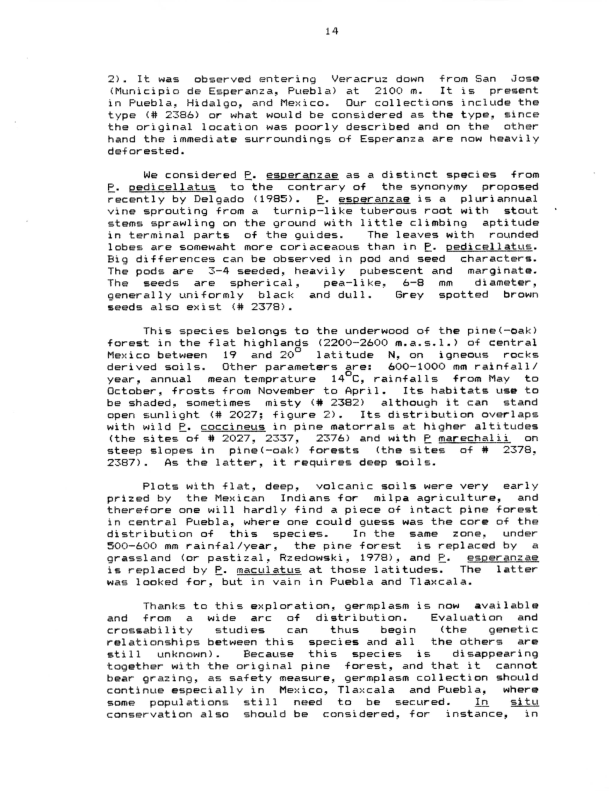 14
2). It was observed entering Veracruz down from San Jose
(Municipio de Esperanza, Puebla) at 2100 m. It is present
in Puebla, Hidalgo, and Mexico. Our collections include the
type (# 2386) or what would be considered as the type, since
the original location was poorly described and on the other
hand the immediate surroundings of Esperanza are now heavily
deforested.
We considered P. esperanzae as a distinct species from
P. pedicellatus to the contrary of the synonymy proposed
recently by Delgado (1985). P. esperanzae is a pluriannual
vine sprouting from a turnip-like tuberous root with stout
stems sprawling on the ground with little climbing aptitude
in terminal parts of the guides. The leaves with rounded
lobes are somewaht more coriaceaous than in P. pedicellatus.
Big differences can be observed in pod and seed characters.
The pods are 3-4 seeded, heavily pubescent and marginate.
The seeds are spherical, pea-like, 6-8 mm diameter,
generally uniformly black and dull. Grey spotted brown
seeds also exist (# 2378).
This species belongs to the underwood of the pine(-oak)
forest in the flat highlands (2200-2600 m.a.s.l.) of central
Mexico between 19 and 20° latitude N, on igneous rocks
derived soils. Other parameters are: 600-1000 mm rainfall/
year, annual mean temprature 14°C, rainfalls from May to
October, frosts from November to April. Its habitats use to
be shaded, sometimes misty (# 2382) although it can stand
open sunlight (# 2027; figure 2). Its distribution overlaps
with wild P. coccineus in pine matorrals at higher altitudes
(the sites of # 2027, 2337, 2376) and with P marechalii on
steep slopes in pine(-oak) forests (the sites of # 2378,
2387). As the latter, it requires deep soils.
Plots with flat, deep, volcanic soils were very early
prized by the Mexican Indians for milpa agriculture, and
therefore one will hardly find a piece of intact pine forest
in central Puebla, where one could guess was the core of the
distribution of this species. In the same zone, under
500-600 mm rainfal/year, the pine forest is replaced by a
grassland (or pastizal, Rzedowski, 1978), and P. esperanzae
is replaced by P. maculatus at those latitudes. The latter
was looked for, but in vain in Puebla and Tlaxcala.
Thanks to this exploration, germplasm is now available
and from a wide arc of distribution. Evaluation and
crossability studies can thus begin (the genetic
relationships between this species and all the others are
still unknown). Because this species is disappearing
together with the original pine forest, and that it cannot
bear grazing, as safety measure, germplasm collection should
continue especially in Mexico, Tlaxcala and Puebla, where
some populations still need to be secured. In situ
conservation also should be considered, for instance, in